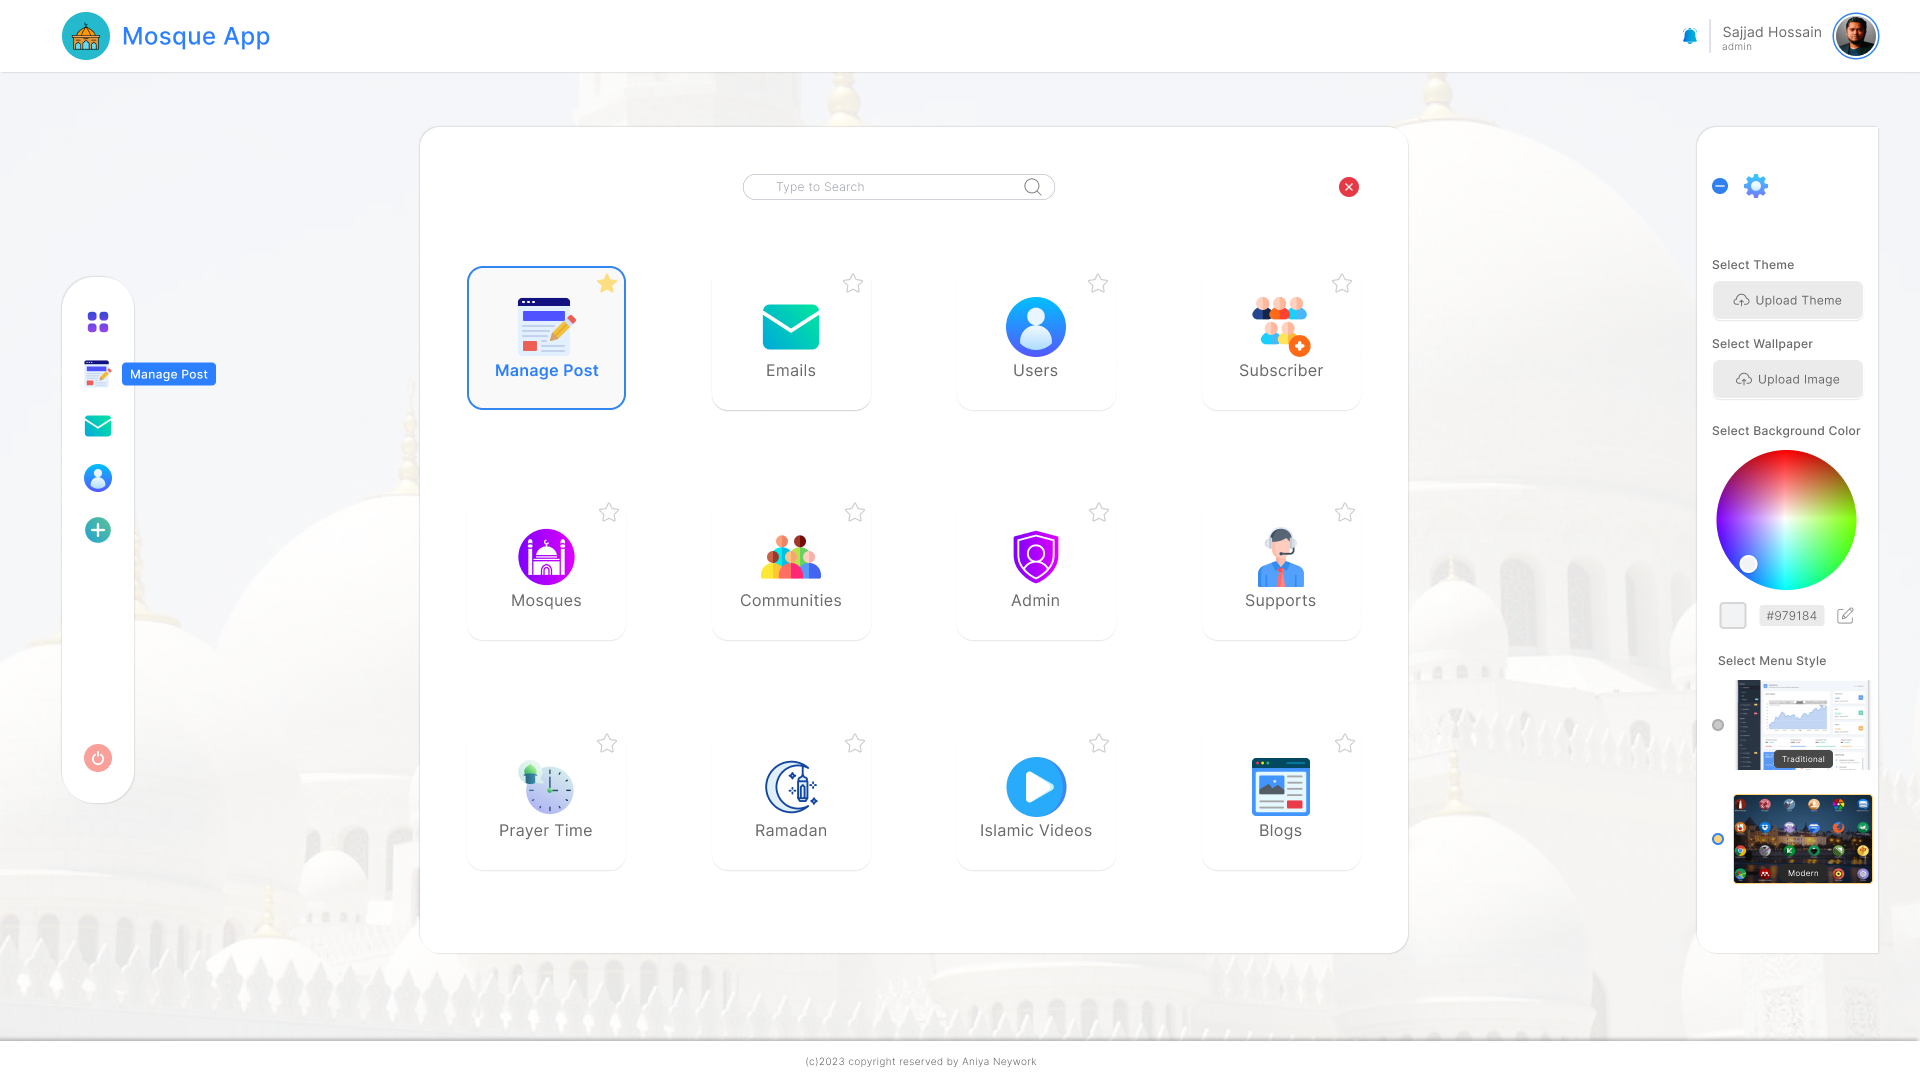 Mosque App
Sajjad Hossain
admin
Type to Search
Manage Post
Manage Post
Emails
Users
Subscriber
Mosques
Communities
Admin
Supports
Prayer Time
Ramadan
Islamic Videos
Blogs
Select Theme
Upload Theme
Select Wallpaper
Upload Image
Select Background Color
#979184
Select Menu Style
Traditional
Modern
(c)2023 copyright reserved by Aniya Neywork